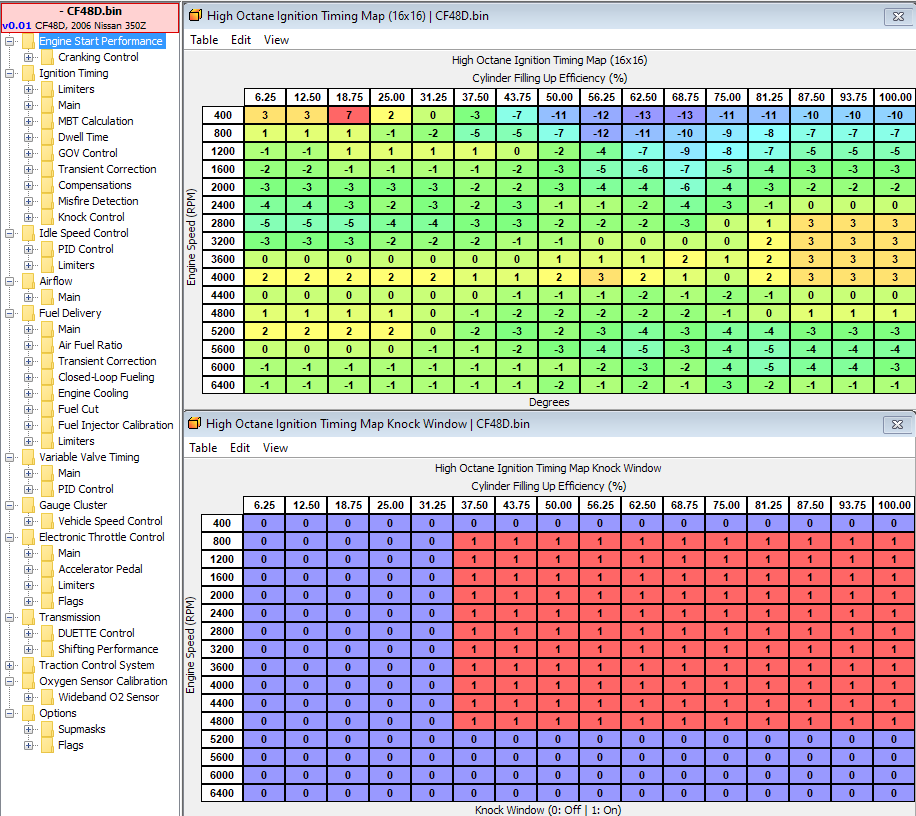 - CF48D.bin
v0.01 CF48D, 2006 Nissan 350Z
Engine Start Performance
Cranking Control
Ignition Timing
Limiters
Main
MBT Calculation
Dwell Time
GOV Control
Transient Correction
Compensations
Misfire Detection
Knock Control
Idle Speed Control
PID Control
Limiters
Airflow
Main
Fuel Delivery
Main
Air Fuel Ratio
Transient Correction
Closed-Loop Fueling
Engine Cooling
Fuel Cut
Fuel Injector Calibration
Limiters
Variable Valve Timing
Main
PID Control
Gauge Cluster
Vehicle Speed Control
Electronic Throttle Control
Main
Accelerator Pedal
Limiters
Flags
Transmission
DUETTE Control
Shifting Performance
Traction Control System
Oxygen Sensor Calibration
Wideband O2 Sensor
Options
Supmasks
Flags
High Octane Ignition Timing Map (16x16) | CF48D.bin
Table Edit View
High Octane Ignition Timing Map (16x16)
Cylinder Filling Up Efficiency (%)
Engine Speed (RPM)
6.25 12.50 18.75 25.00 31.25 37.50 43.75 50.00 56.25 62.50 68.75 75.00 81.25 87.50 93.75 100.00
400 3 3 7 2 0 -3 -7 -11 -12 -13 -13 -11 -11 -10 -10 -10
800 1 1 1 -1 -2 -5 -5 -7 -12 -11 -10 -9 -8 -7 -7 -7
1200 -1 -1 1 1 1 1 0 -2 -4 -7 -9 -8 -7 -5 -5 -5
1600 -2 -2 -1 -1 -1 -1 -2 -3 -5 -6 -7 -5 -4 -3 -3 -3
2000 -3 -3 -3 -3 -2 -2 -2 -3 -4 -4 -6 -4 -3 -2 -2 -2
2400 -4 -4 -3 -2 -3 -2 -3 -1 -1 -2 -4 -3 -1 0 0 0
2800 -5 -5 -5 -4 -4 -3 -3 -2 -2 -2 -3 0 1 3 3 3
3200 -3 -3 -3 -2 -2 -2 -1 -1 0 0 0 0 2 3 3 3
3600 0 0 0 0 0 0 0 1 1 1 2 1 2 3 3 3
4000 2 2 2 2 2 1 1 2 3 2 1 0 2 3 3 3
4400 0 0 0 0 0 0 -1 -1 -1 -2 -1 -2 -1 0 0 0
4800 1 1 1 1 0 -1 -2 -2 -2 -2 -2 -1 0 1 1 1
5200 2 2 2 2 0 -2 -3 -2 -3 -4 -3 -4 -4 -3 -3 -3
5600 0 0 0 0 -1 -1 -2 -3 -4 -5 -3 -4 -5 -4 -4 -4
6000 -1 -1 -1 -1 -1 -1 -1 -1 -2 -3 -2 -4 -5 -4 -4 -3
6400 -1 -1 -1 -1 -1 -1 -1 -2 -2 -2 -1 -3 -2 -1 -1 -1
Degrees
High Octane Ignition Timing Map Knock Window | CF48D.bin
Table Edit View
High Octane Ignition Timing Map Knock Window
Cylinder Filling Up Efficiency (%)
Engine Speed (RPM)
6.25 12.50 18.75 25.00 31.25 37.50 43.75 50.00 56.25 62.50 68.75 75.00 81.25 87.50 93.75 100.00
400 0 0 0 0 0 0 0 0 0 0 0 0 0 0 0 0
800 0 0 0 0 0 1 1 1 1 1 1 1 1 1 1 1
1200 0 0 0 0 0 1 1 1 1 1 1 1 1 1 1 1
1600 0 0 0 0 0 1 1 1 1 1 1 1 1 1 1 1
2000 0 0 0 0 0 1 1 1 1 1 1 1 1 1 1 1
2400 0 0 0 0 0 1 1 1 1 1 1 1 1 1 1 1
2800 0 0 0 0 0 1 1 1 1 1 1 1 1 1 1 1
3200 0 0 0 0 0 1 1 1 1 1 1 1 1 1 1 1
3600 0 0 0 0 0 1 1 1 1 1 1 1 1 1 1 1
4000 0 0 0 0 0 1 1 1 1 1 1 1 1 1 1 1
4400 0 0 0 0 0 1 1 1 1 1 1 1 1 1 1 1
4800 0 0 0 0 0 1 1 1 1 1 1 1 1 1 1 1
5200 0 0 0 0 0 0 0 0 0 0 0 0 0 0 0 0
5600 0 0 0 0 0 0 0 0 0 0 0 0 0 0 0 0
6000 0 0 0 0 0 0 0 0 0 0 0 0 0 0 0 0
6400 0 0 0 0 0 0 0 0 0 0 0 0 0 0 0 0
Knock Window (0: Off | 1: On)